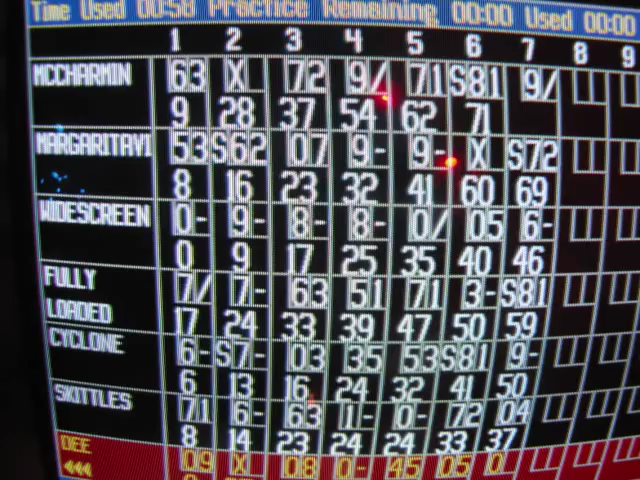 Time Used 00:58 Practice Remaining 00:00 Used 00:00
1 2 3 4 5 6 7 8 9
MCCHARMIN 63 X 72 9/ 71 S81 9/
9 28 37 54 62 71
MARGARITAVI 53 S62 07 9- 9- X S72
8 16 23 32 41 60 69
WIDESCREEN 0- 9- 8- 8- 0/ 05 6-
0 9 17 25 35 40 46
FULLY 7/ 7- 63 51 71 3- S81
LOADED 17 24 33 39 47 50 59
CYCLONE 6- S7- 03 35 53 S81 9-
6 13 16 24 32 41 50
SKITTLES 71 6- 63 1- 0- 72 04
8 14 23 24 24 33 37
DEE 09 X 08 0- 45 05 0